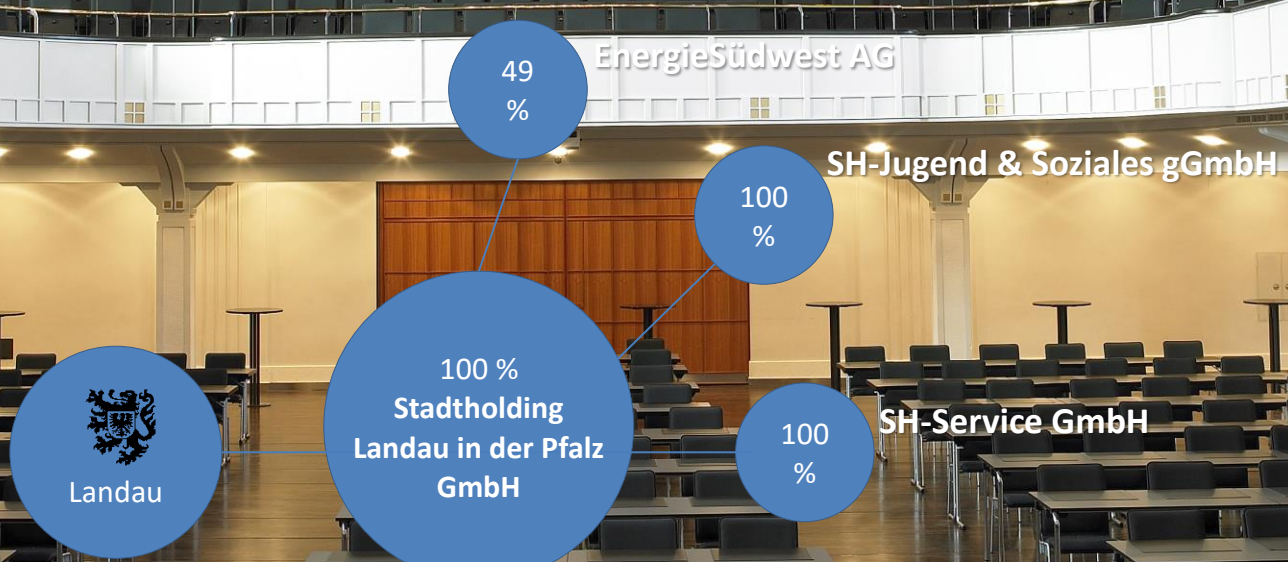 49
%
EnergieSüdwest AG
100
%
SH-Jugend & Soziales gGmbH
100 %
Stadtholding
Landau in der Pfalz
GmbH
100
%
SH-Service GmbH
Landau